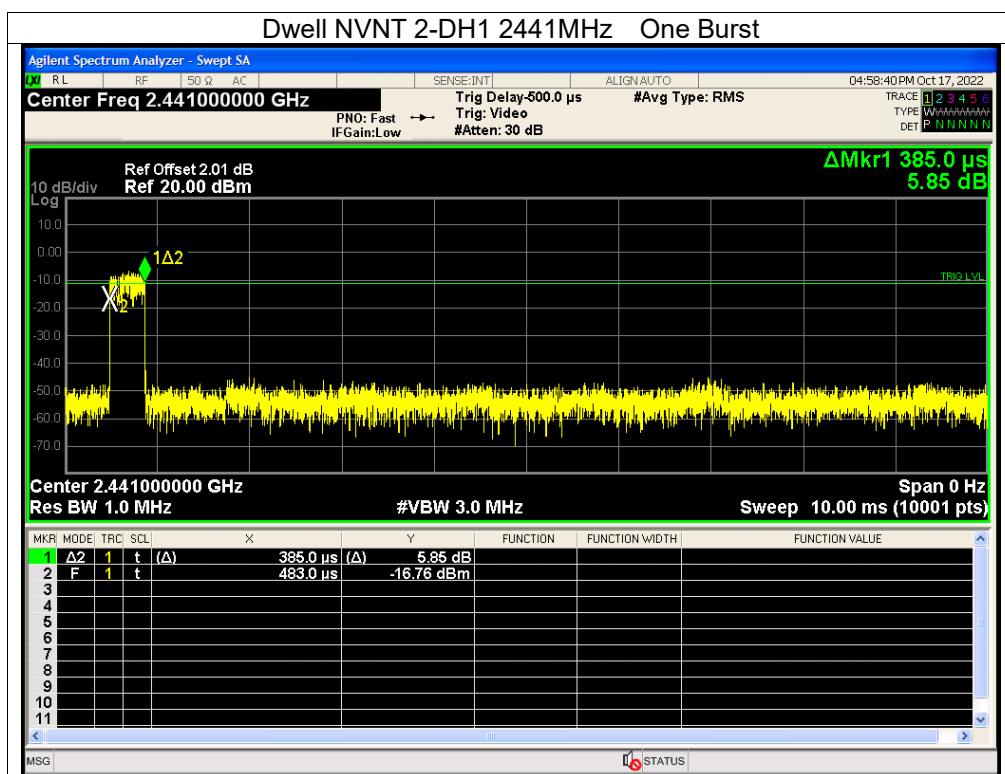 Dwell NVNT 2-DH1 2441MHz One Burst
Agilent Spectrum Analyzer - Swept SA
LXI RL RF 50 Ω AC SENSE:INT ALIGN AUTO 04:58:40 PM Oct 17, 2022
Center Freq 2.441000000 GHz Trig Delay-500.0 µs #Avg Type: RMS TRACE 1 2 3 4 5 6
PNO: Fast Trig: Video TYPE WWWWWW
IFGain:Low #Atten: 30 dB DET P N N N N N
ΔMkr1 385.0 µs
Ref Offset 2.01 dB
10 dB/div Ref 20.00 dBm 5.85 dB
Log
10.0
0.00
1Δ2
-10.0
TRIG LVL
-20.0
2
-30.0
-40.0
-50.0
-60.0
-70.0
Center 2.441000000 GHz Span 0 Hz
Res BW 1.0 MHz #VBW 3.0 MHz Sweep 10.00 ms (10001 pts)
MKR MODE TRC SCL X Y FUNCTION FUNCTION WIDTH FUNCTION VALUE
1 Δ2 1 t (Δ) 385.0 µs (Δ) 5.85 dB
2 F 1 t 483.0 µs -16.76 dBm
3
4
5
6
7
8
9
10
11
MSG STATUS